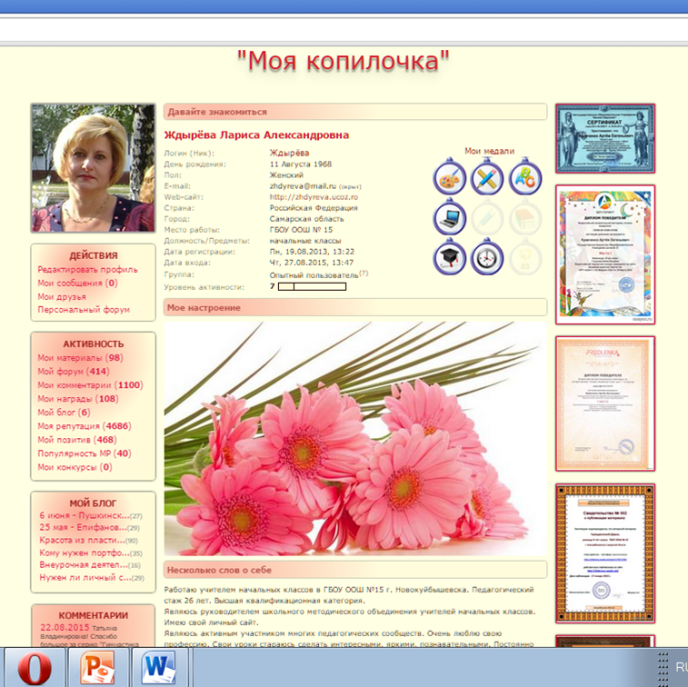 "Моя копилочка"
Давайте знакомиться
Ждырёва Лариса Александровна
Логин (Ник): Ждырёва
День рождения: 11 Августа 1968
Пол: Женский
E-mail: zhdyreva@mail.ru (скрыт)
Web-сайт: http://zhdyreva.ucoz.ru
Страна: Российская Федерация
Город: Самарская область
Место работы: ГБОУ ООШ № 15
Должность/Предметы: начальные классы
Дата регистрации: Пн, 19.08.2013, 13:22
Дата входа: Чт, 27.08.2015, 13:47
Группа: Опытный пользователь(?)
Уровень активности: 7
Мои медали
ДЕЙСТВИЯ
Редактировать профиль
Мои сообщения (0)
Мои друзья
Персональный форум
АКТИВНОСТЬ
Мои материалы (98)
Мой форум (414)
Мои комментарии (1100)
Мои награды (108)
Мой блог (6)
Моя репутация (4686)
Мой позитив (468)
Популярность МР (40)
Мои конкурсы (0)
МОЙ БЛОГ
6 июня - Пушкинск...(27)
25 мая - Епифанов...(29)
Красота из пласти...(90)
Кому нужен портфо...(35)
Внеурочная деятел...(16)
Нужен ли личный с...(29)
КОММЕНТАРИИ
22.08.2015 Татьяна
Владимировна! Спасибо
большое за серию "Гимнастика
Мое настроение
Несколько слов о себе
Работаю учителем начальных классов в ГБОУ ООШ №15 г. Новокуйбышевска. Педагогический
стаж 26 лет. Высшая квалификационная категория.
Являюсь руководителем школьного методического объединения учителей начальных классов.
Имею свой личный сайт.
Являюсь активным участником многих педагогических сообществ. Очень люблю свою
профессию. Свои уроки стараюсь сделать интересными, яркими, познавательными. Постоянно
СЕРТИФИКАТ
ДИПЛОМ ПОБЕДИТЕЛЯ
ДИПЛОМ ПОБЕДИТЕЛЯ
Свидетельство № 502
RU